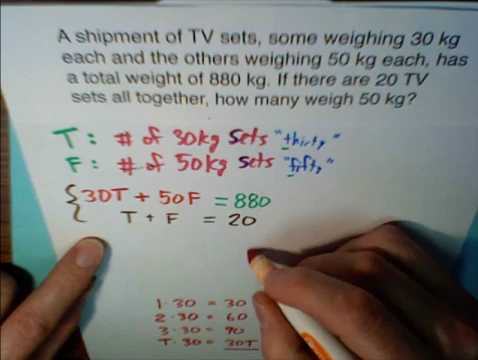 A shipment of TV sets, some weighing 30 kg
each and the others weighing 50 kg each, has
a total weight of 880 kg. If there are 20 TV
sets all together, how many weigh 50 kg?
T: # of 30kg Sets "thirty"
F: # of 50kg Sets "fifty"
{ 30T + 50F = 880
T + F = 20
1·30 = 30
2·30 = 60
3·30 = 90
T·30 = 30T